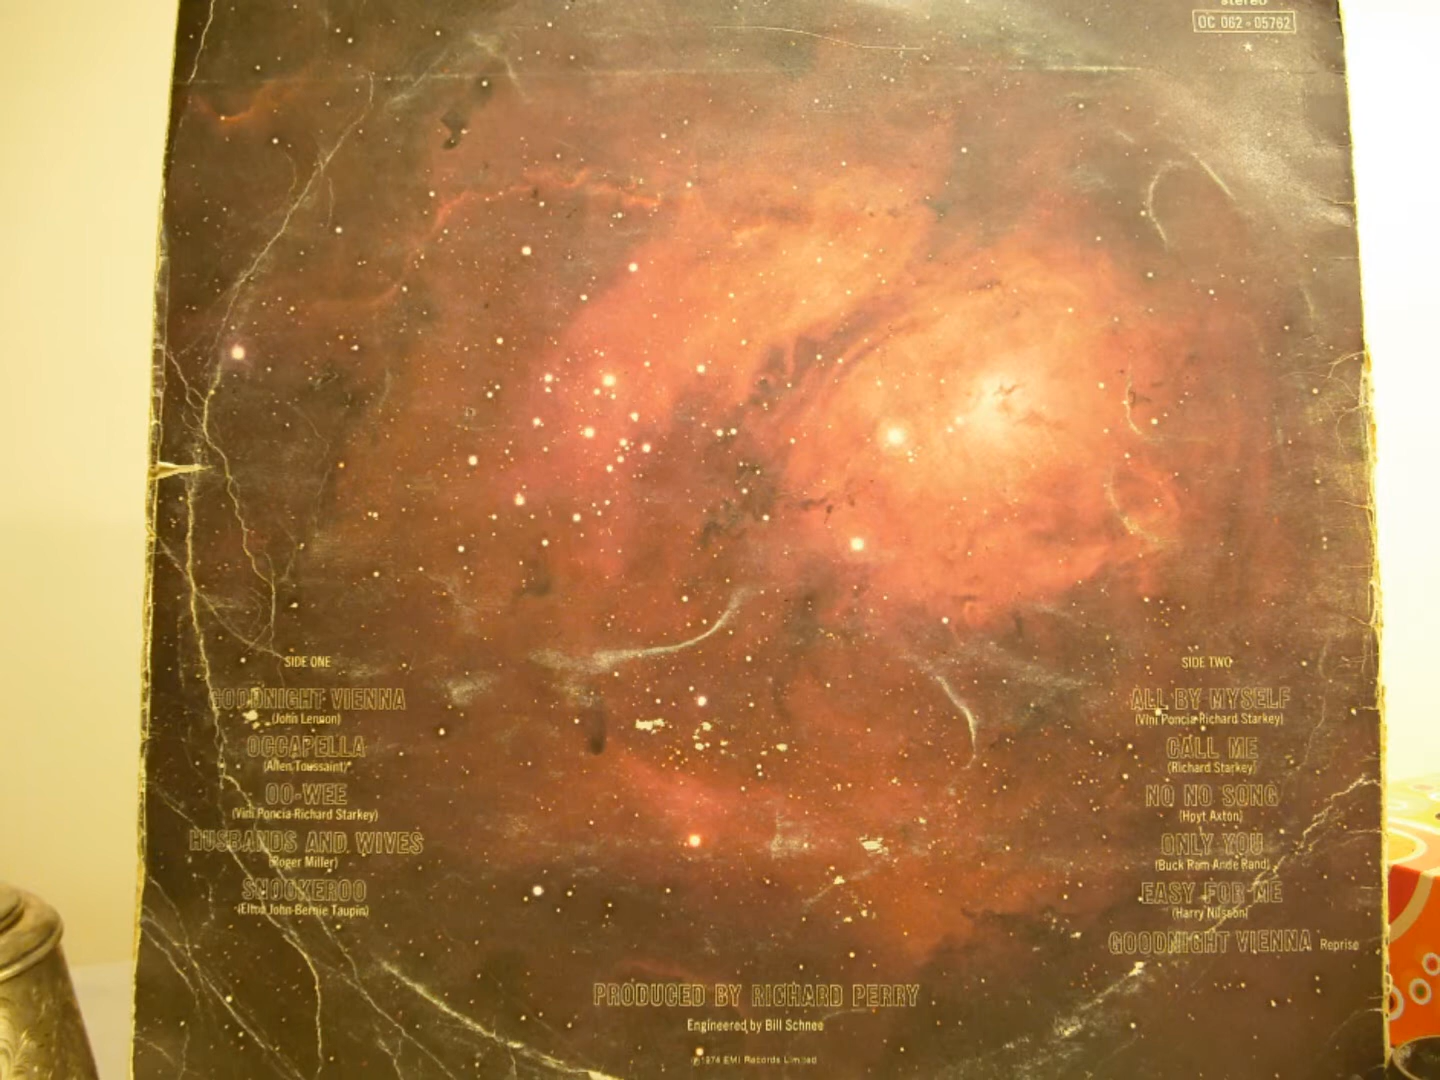 stereo
OC 062-05762
SIDE ONE
GOODNIGHT VIENNA
(John Lennon)
OCCAPELLA
(Allen Toussaint)
OO-WEE
(Vini Poncia-Richard Starkey)
HUSBANDS AND WIVES
(Roger Miller)
SNOOKEROO
(Elton John-Bernie Taupin)
SIDE TWO
ALL BY MYSELF
(Vini Poncia-Richard Starkey)
CALL ME
(Richard Starkey)
NO NO SONG
(Hoyt Axton)
ONLY YOU
(Buck Ram Ande Rand)
EASY FOR ME
(Harry Nilsson)
GOODNIGHT VIENNA Reprise
PRODUCED BY RICHARD PERRY
Engineered by Bill Schnee
℗1974 EMI Records Limited